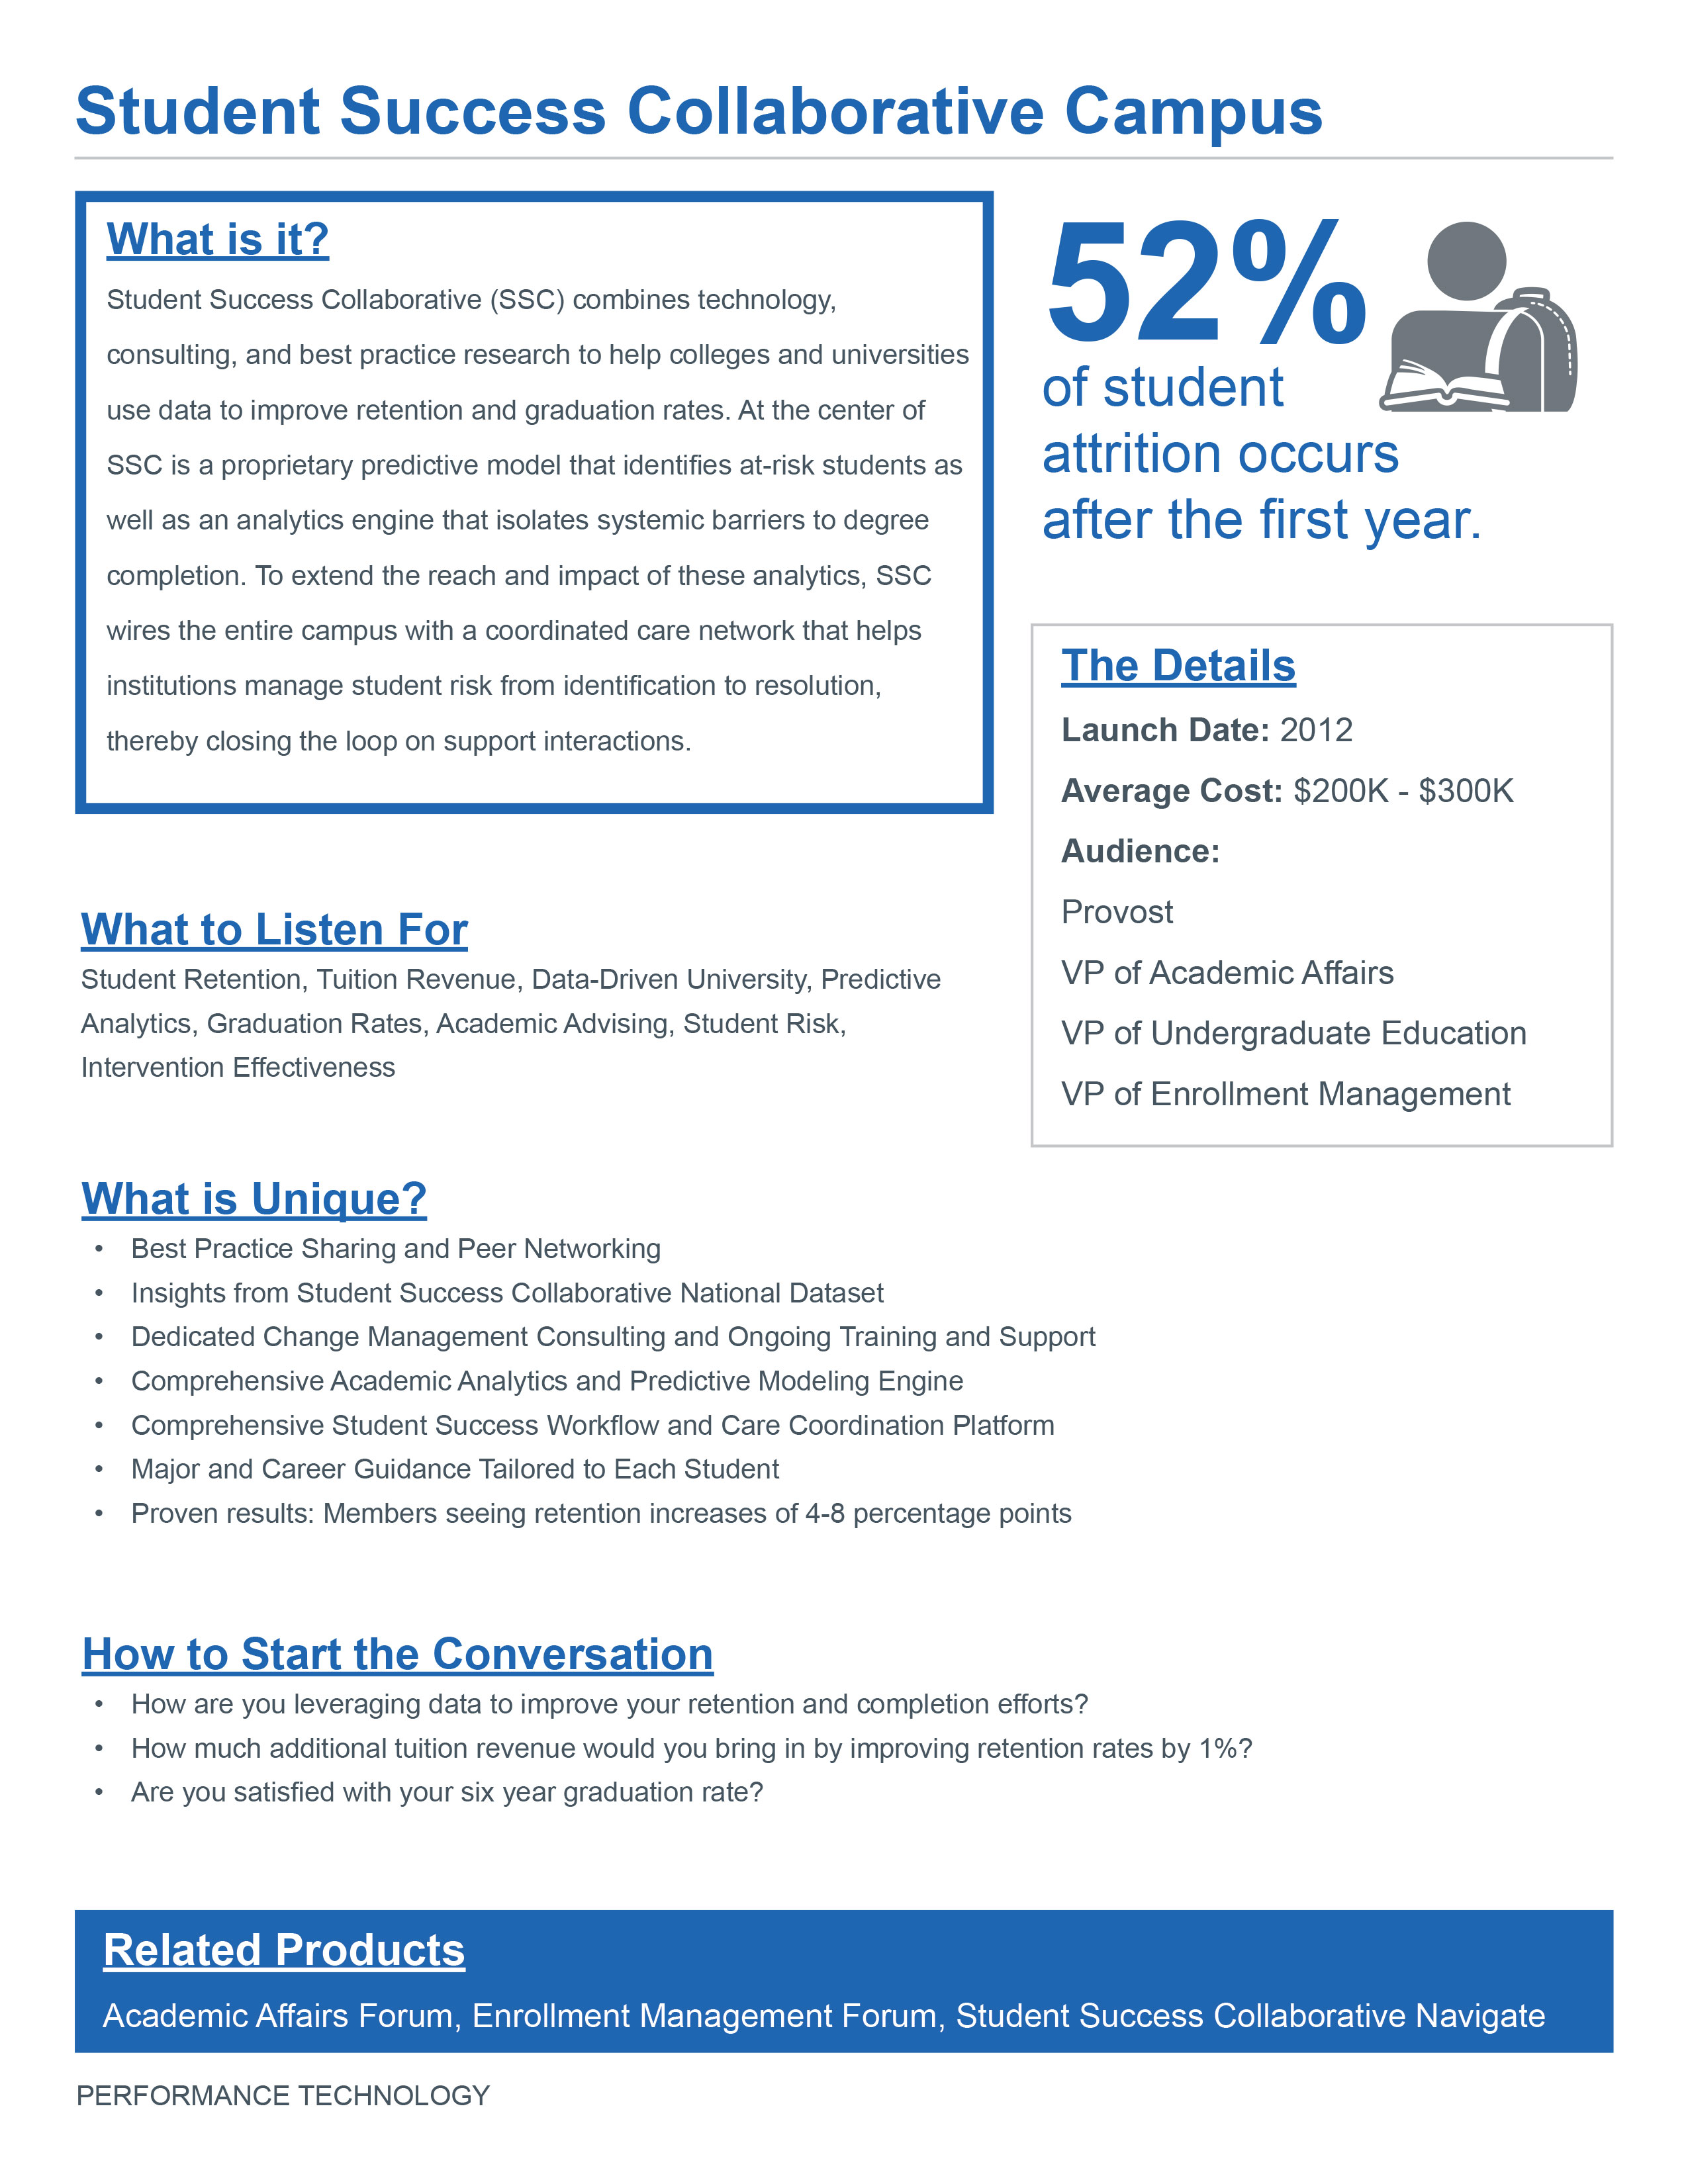 Student Success Collaborative Campus
What is it?
Student Success Collaborative (SSC) combines technology,
consulting, and best practice research to help colleges and universities
use data to improve retention and graduation rates. At the center of
SSC is a proprietary predictive model that identifies at-risk students as
well as an analytics engine that isolates systemic barriers to degree
completion. To extend the reach and impact of these analytics, SSC
wires the entire campus with a coordinated care network that helps
institutions manage student risk from identification to resolution,
thereby closing the loop on support interactions.
52%
of student
attrition occurs
after the first year.
The Details
Launch Date: 2012
Average Cost: $200K - $300K
Audience:
Provost
VP of Academic Affairs
VP of Undergraduate Education
VP of Enrollment Management
What to Listen For
Student Retention, Tuition Revenue, Data-Driven University, Predictive
Analytics, Graduation Rates, Academic Advising, Student Risk,
Intervention Effectiveness
What is Unique?
• Best Practice Sharing and Peer Networking
• Insights from Student Success Collaborative National Dataset
• Dedicated Change Management Consulting and Ongoing Training and Support
• Comprehensive Academic Analytics and Predictive Modeling Engine
• Comprehensive Student Success Workflow and Care Coordination Platform
• Major and Career Guidance Tailored to Each Student
• Proven results: Members seeing retention increases of 4-8 percentage points
How to Start the Conversation
• How are you leveraging data to improve your retention and completion efforts?
• How much additional tuition revenue would you bring in by improving retention rates by 1%?
• Are you satisfied with your six year graduation rate?
Related Products
Academic Affairs Forum, Enrollment Management Forum, Student Success Collaborative Navigate
PERFORMANCE TECHNOLOGY